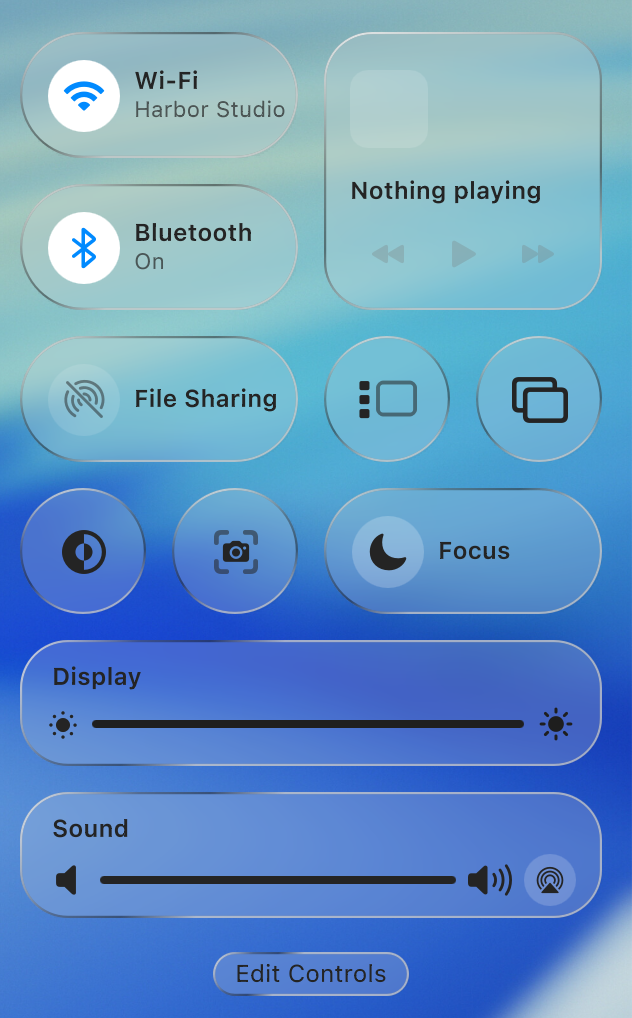 Wi-Fi
Harbor Studio
Nothing playing
Bluetooth
On
File Sharing
Focus
Display
Sound
Edit Controls